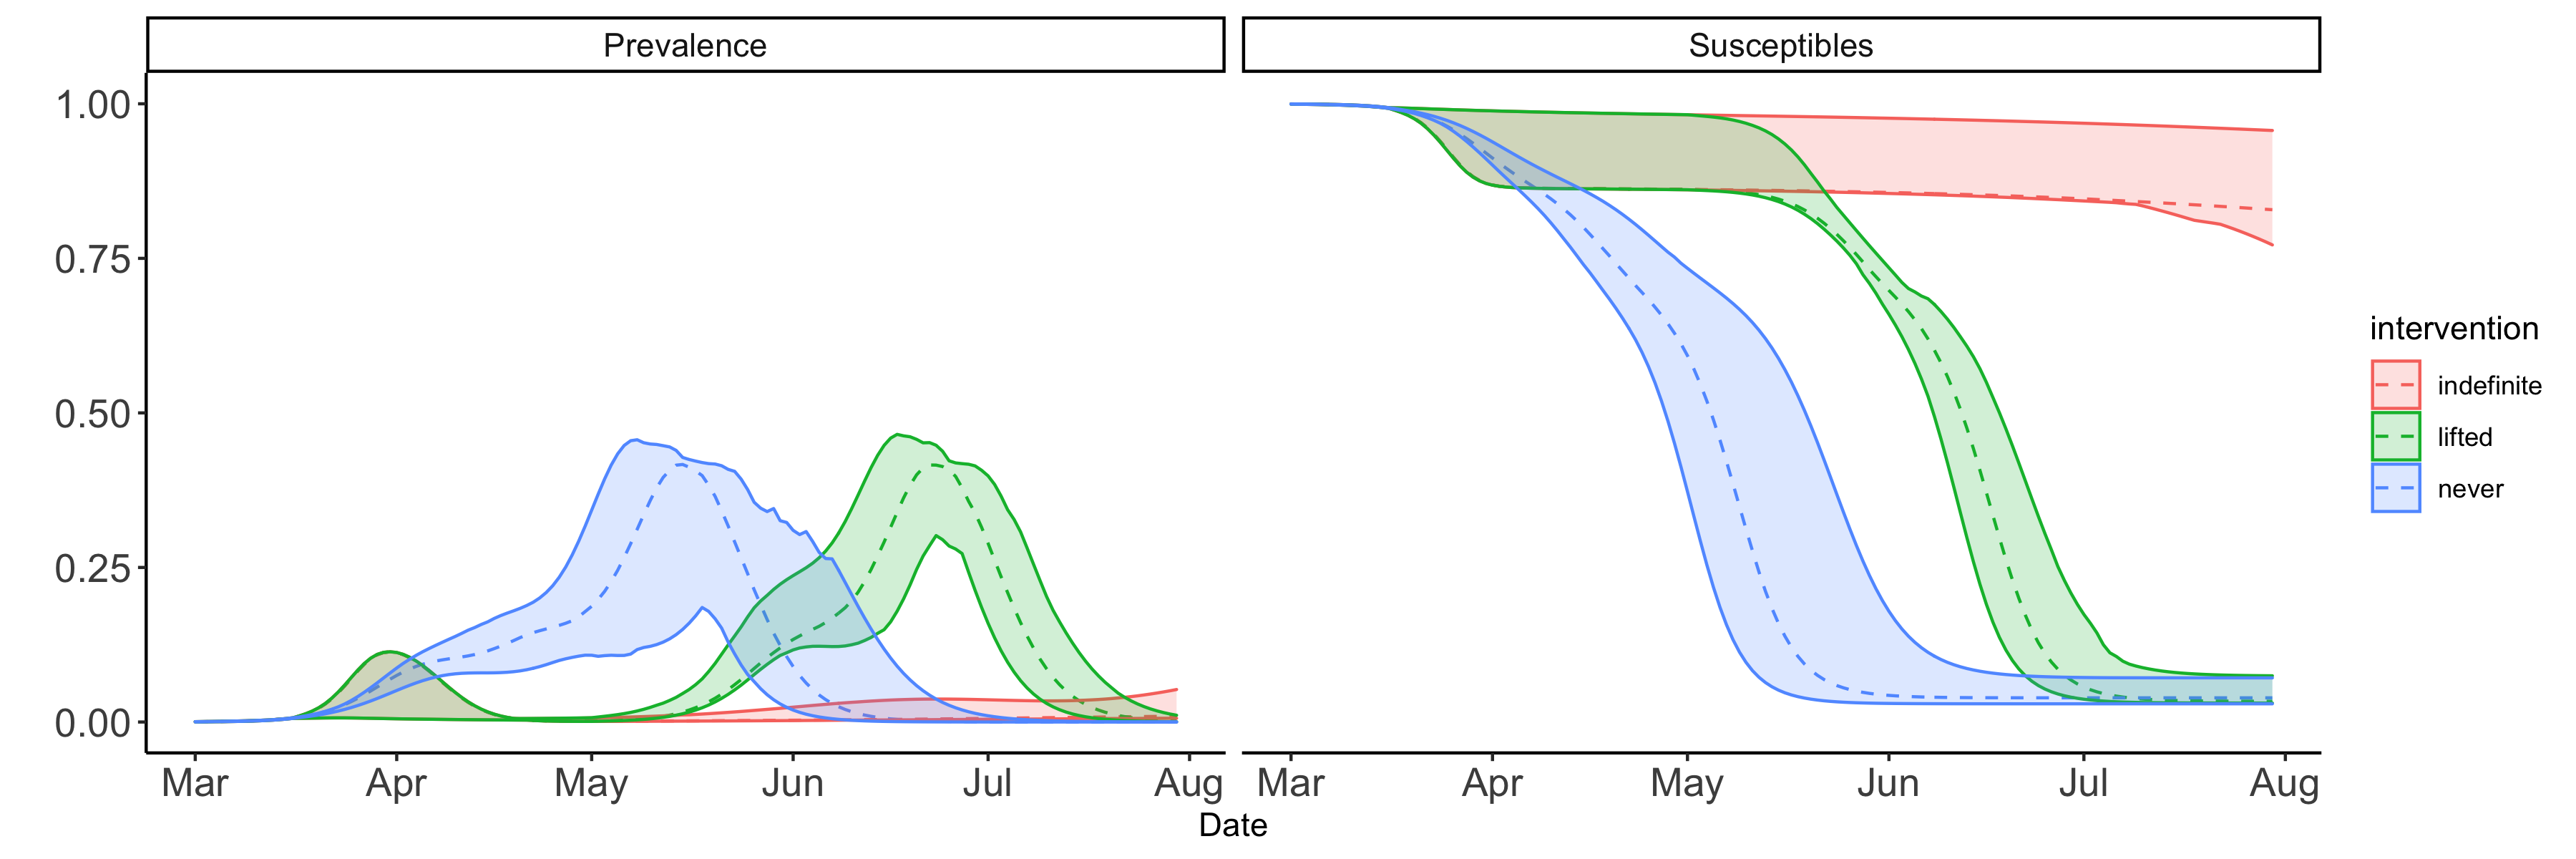 Prevalence
Susceptibles
1.00
0.75
0.50
0.25
0.00
Mar Apr May Jun Jul Aug
Mar Apr May Jun Jul Aug
Date
intervention
indefinite
lifted
never